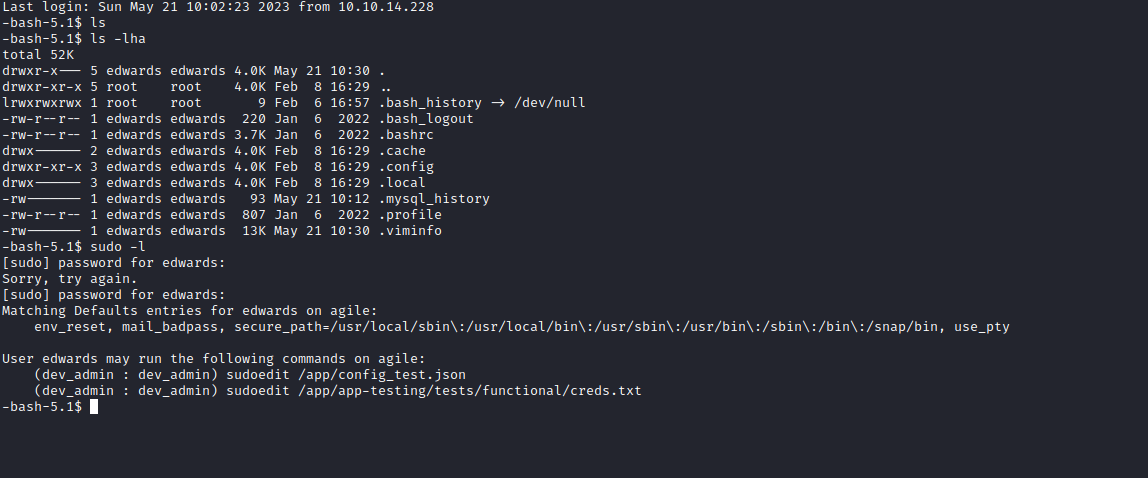 Last login: Sun May 21 10:02:23 2023 from 10.10.14.228
-bash-5.1$ ls
-bash-5.1$ ls -lha
total 52K
drwxr-x--- 5 edwards edwards 4.0K May 21 10:30 .
drwxr-xr-x 5 root    root    4.0K Feb  8 16:29 ..
lrwxrwxrwx 1 root    root       9 Feb  6 16:57 .bash_history -> /dev/null
-rw-r--r-- 1 edwards edwards  220 Jan  6  2022 .bash_logout
-rw-r--r-- 1 edwards edwards 3.7K Jan  6  2022 .bashrc
drwx------ 2 edwards edwards 4.0K Feb  8 16:29 .cache
drwxr-xr-x 3 edwards edwards 4.0K Feb  8 16:29 .config
drwx------ 3 edwards edwards 4.0K Feb  8 16:29 .local
-rw------- 1 edwards edwards   93 May 21 10:12 .mysql_history
-rw-r--r-- 1 edwards edwards  807 Jan  6  2022 .profile
-rw------- 1 edwards edwards  13K May 21 10:30 .viminfo
-bash-5.1$ sudo -l
[sudo] password for edwards:
Sorry, try again.
[sudo] password for edwards:
Matching Defaults entries for edwards on agile:
    env_reset, mail_badpass, secure_path=/usr/local/sbin\:/usr/local/bin\:/usr/sbin\:/usr/bin\:/sbin\:/bin\:/snap/bin, use_pty

User edwards may run the following commands on agile:
    (dev_admin : dev_admin) sudoedit /app/config_test.json
    (dev_admin : dev_admin) sudoedit /app/app-testing/tests/functional/creds.txt
-bash-5.1$